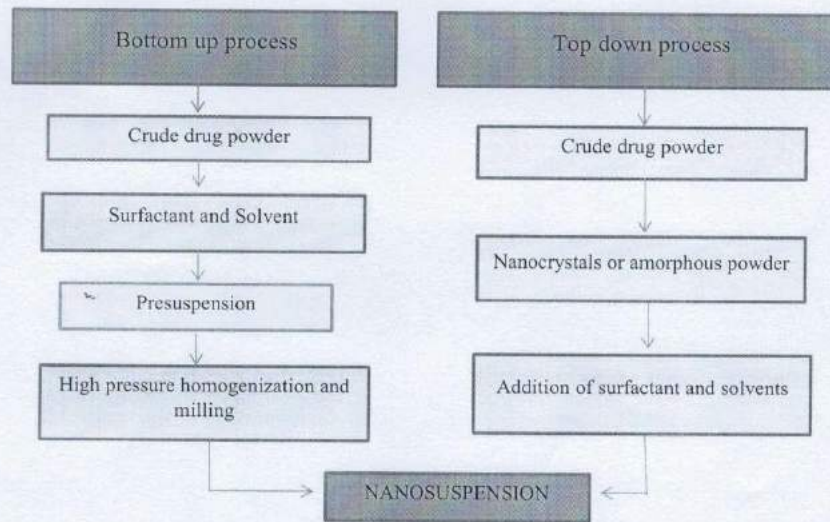 Bottom up process
Crude drug powder
Surfactant and Solvent
Presuspension
High pressure homogenization and
milling
Top down process
Crude drug powder
Nanocrystals or amorphous powder
Addition of surfactant and solvents
NANOSUSPENSION